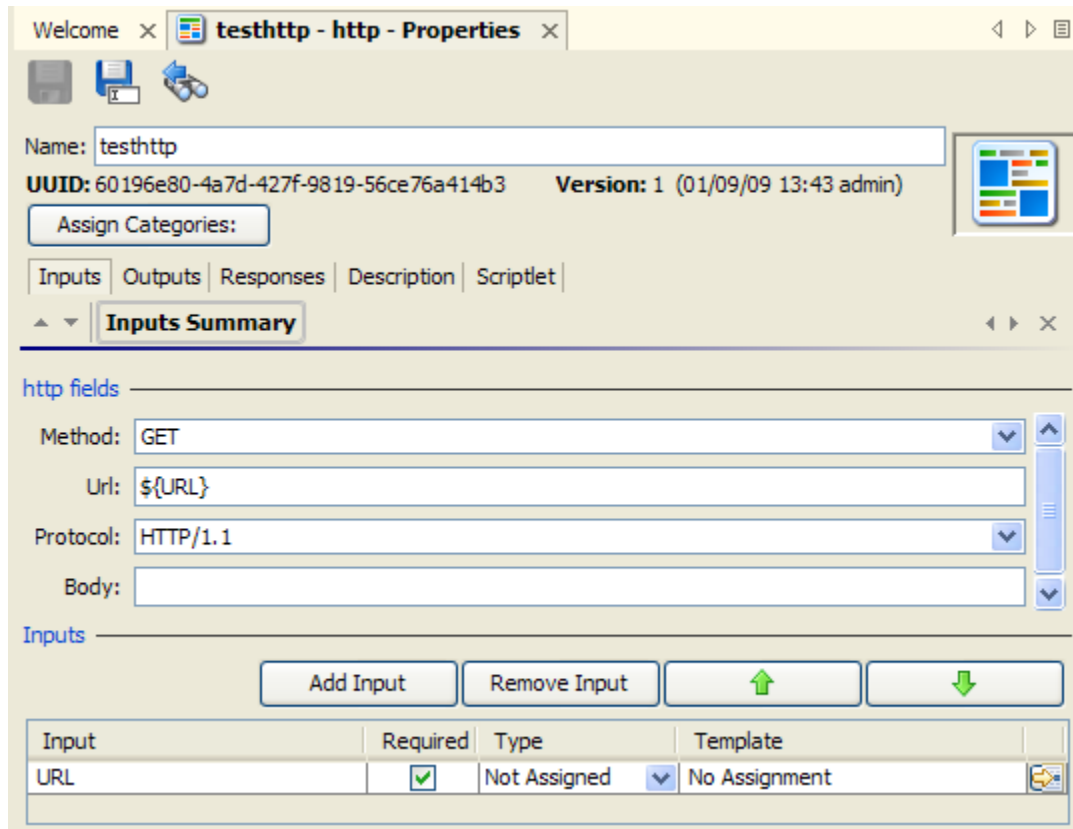 Welcome testhttp - http - Properties
Name: testhttp
UUID: 60196e80-4a7d-427f-9819-56ce76a414b3 Version: 1 (01/09/09 13:43 admin)
Assign Categories:
Inputs Outputs Responses Description Scriptlet
Inputs Summary
http fields
Method: GET
Url: ${URL}
Protocol: HTTP/1.1
Body:
Inputs
Add Input Remove Input
Input Required Type Template
URL Not Assigned No Assignment